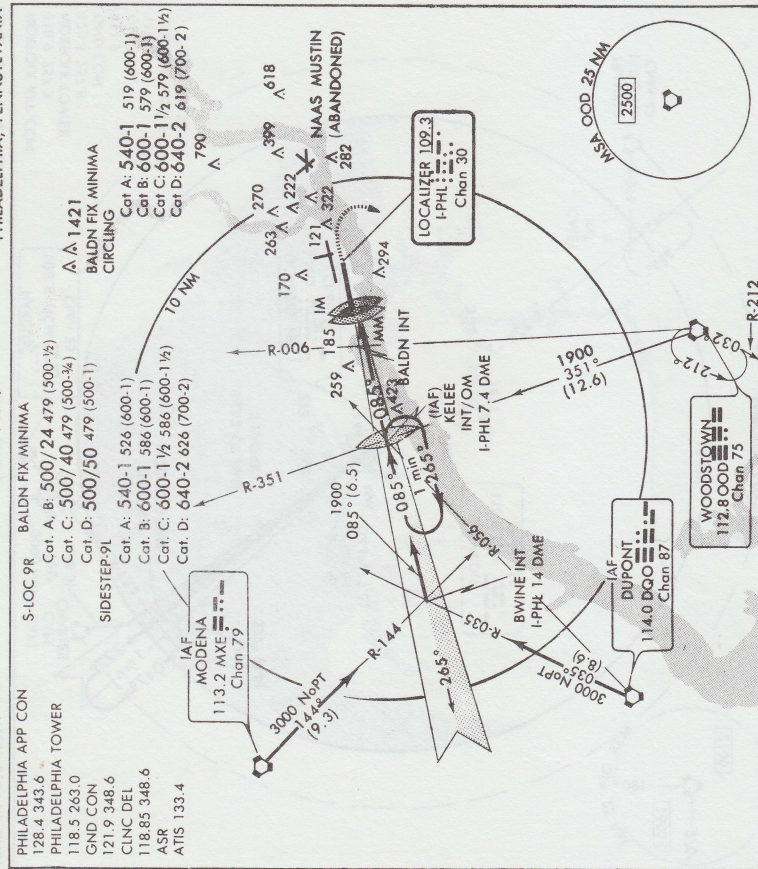 PHILADELPHIA APP CON
128.4 343.6
PHILADELPHIA TOWER
118.5 263.0
GND CON
121.9 348.6
CLNC DEL
118.85 348.6
ASR
ATIS 133.4
S-LOC 9R BALDN FIX MINIMA
Cat. A, B: 500/24 479 (500-½)
Cat. C: 500/40 479 (500-¾)
Cat. D: 500/50 479 (500-1)
SIDESTEP-9L
Cat. A: 540-1 526 (600-1)
Cat. B: 600-1 586 (600-1)
Cat. C: 600-1½ 586 (600-1½)
Cat. D: 640-2 626 (700-2)
1421
BALDN FIX MINIMA
CIRCLING
Cat A: 540-1 519 (600-1)
Cat B: 600-1 579 (600-1)
Cat C: 600-1½ 579 (600-1½)
Cat D: 640-2 619 (700-2)
IAF
MODENA
113.2 MXE
Chan 79
3000 NoPT
144°
(9.3)
R-144
10 NM
R-351
R-006
1900
085° (6.5)
085°
1 min
265°
265°
085°
259
185
IM
MM
170
263
270
222
121
322
399
618
790
282
294
423
NAAS MUSTIN
(ABANDONED)
LOCALIZER 109.3
I-PHL
Chan 30
BALDN INT
(IAF)
KELEE
INT/OM
I-PHL 7.4 DME
BWINE INT
I-PHL 14 DME
R-035
R-056
3000 NoPT
035°
(8.6)
IAF
DUPONT
114.0 DQO
Chan 87
1900
351°
(12.6)
212°
032°
R-212
WOODSTOWN
112.8 OOD
Chan 75
MSA OOD 25 NM
2500